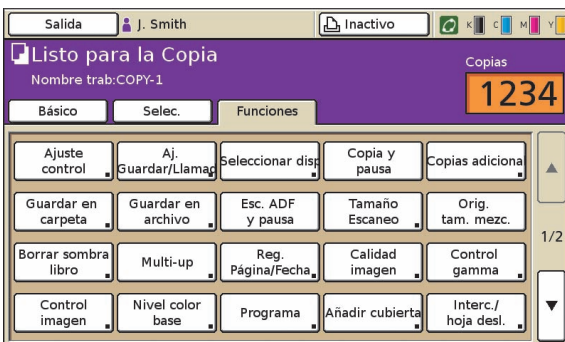 Salida
J. Smith
Inactivo
K C M Y
Listo para la Copia
Copias
Nombre trab:COPY-1
1234
Básico
Selec.
Funciones
Ajuste
control
Aj.
Guardar/Llamad
Seleccionar disp
Copia y
pausa
Copias adicional
Guardar en
carpeta
Guardar en
archivo
Esc. ADF
y pausa
Tamaño
Escaneo
Orig.
tam. mezc.
1/2
Borrar sombra
libro
Multi-up
Reg.
Página/Fecha
Calidad
imagen
Control
gamma
Control
imagen
Nivel color
base
Programa
Añadir cubierta
Interc./
hoja desl.